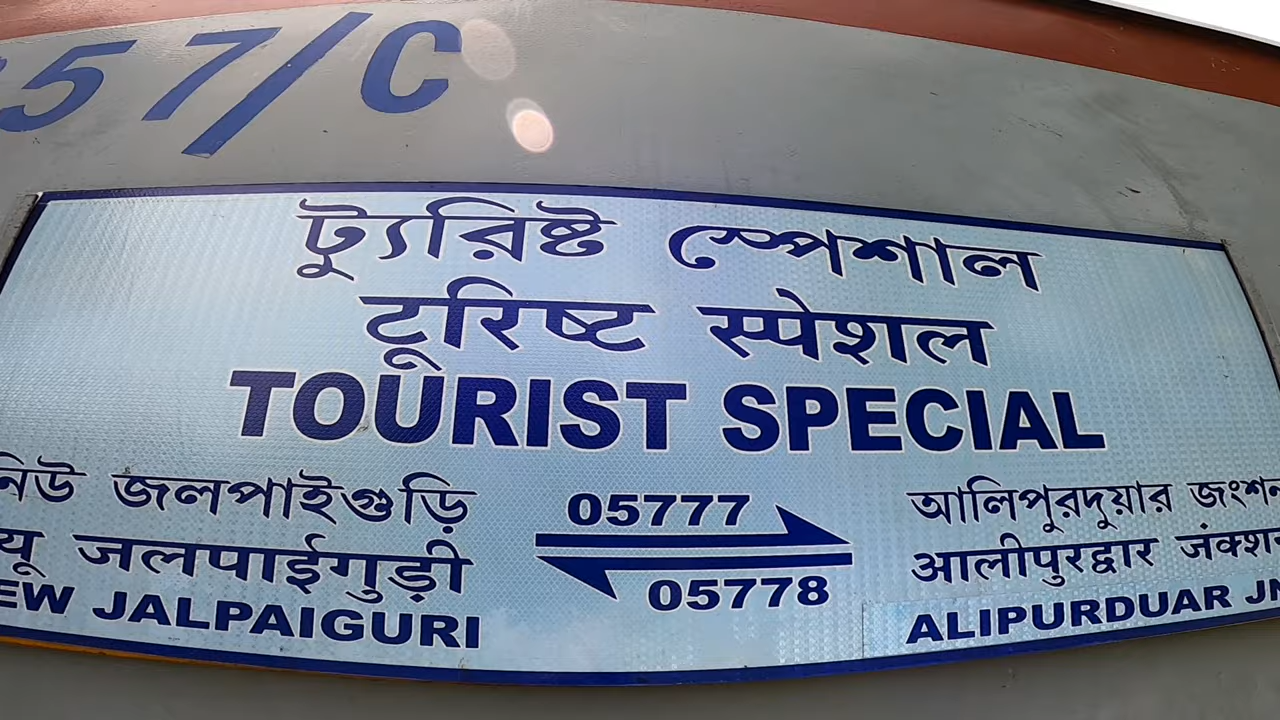 57/C
ট্যুরিষ্ট স্পেশাল
टूरिष्ट स्पेशल
TOURIST SPECIAL
নিউ জলপাইগুড়ি
यू जलपाईगुड़ी
EW JALPAIGURI
05777
05778
আলিপুরদুয়ার জংশন
आलीपुरद्वार जंक्शन
ALIPURDUAR JN